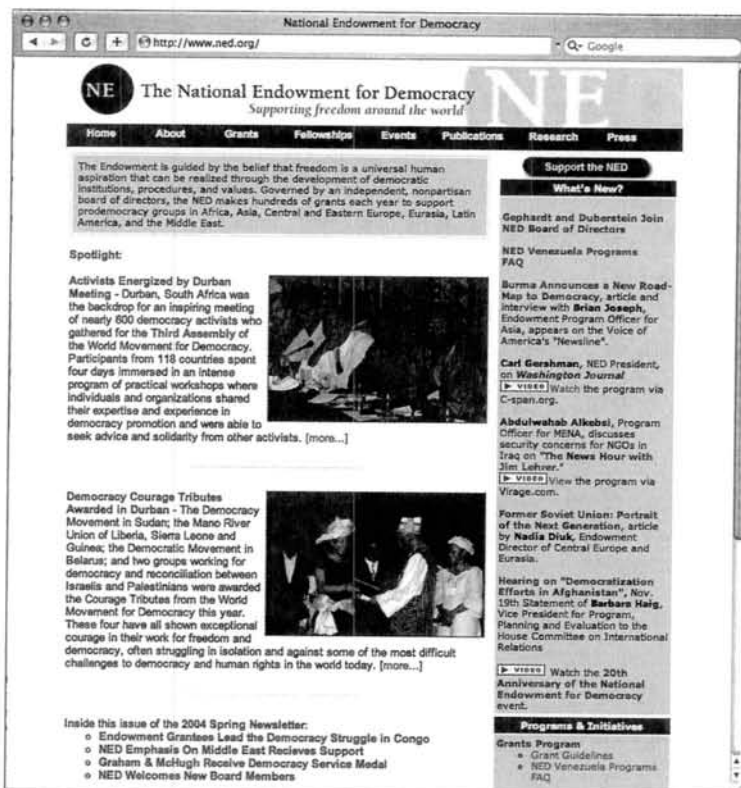 National Endowment for Democracy
http://www.ned.org/
Google
NE
The National Endowment for Democracy
Supporting freedom around the world
NE
Home About Grants Fellowships Events Publications Research Press
The Endowment is guided by the belief that freedom is a universal human
aspiration that can be realized through the development of democratic
institutions, procedures, and values. Governed by an independent, nonpartisan
board of directors, the NED makes hundreds of grants each year to support
prodemocracy groups in Africa, Asia, Central and Eastern Europe, Eurasia, Latin
America, and the Middle East.
Spotlight:
Activists Energized by Durban
Meeting - Durban, South Africa was
the backdrop for an inspiring meeting
of nearly 600 democracy activists who
gathered for the Third Assembly of
the World Movement for Democracy.
Participants from 118 countries spent
four days immersed in an intense
program of practical workshops where
individuals and organizations shared
their expertise and experience in
democracy promotion and were able to
seek advice and solidarity from other activists. [more...]
Democracy Courage Tributes
Awarded in Durban - The Democracy
Movement in Sudan; the Mano River
Union of Liberia, Sierra Leone and
Guinea; the Democratic Movement in
Belarus; and two groups working for
democracy and reconciliation between
Israelis and Palestinians were awarded
the Courage Tributes from the World
Movement for Democracy this year.
These four have all shown exceptional
courage in their work for freedom and
democracy, often struggling in isolation and against some of the most difficult
challenges to democracy and human rights in the world today. [more...]
Inside this issue of the 2004 Spring Newsletter:
Endowment Grantees Lead the Democracy Struggle in Congo
NED Emphasis On Middle East Recieves Support
Graham & McHugh Receive Democracy Service Medal
NED Welcomes New Board Members
Support the NED
What's New?
Gephardt and Duberstein Join
NED Board of Directors
NED Venezuela Programs
FAQ
Burma Announces a New Road-
Map to Democracy, article and
interview with Brian Joseph,
Endowment Program Officer for
Asia, appears on the Voice of
America's "Newsline".
Carl Gershman, NED President,
on Washington Journal
VIDEO Watch the program via
C-span.org.
Abdulwahab Alkebsi, Program
Officer for MENA, discusses
security concerns for NGOs in
Iraq on "The News Hour with
Jim Lehrer."
VIDEO View the program via
Virage.com.
Former Soviet Union: Portrait
of the Next Generation, article
by Nadia Diuk, Endowment
Director of Central Europe and
Eurasia.
Hearing on "Democratization
Efforts in Afghanistan", Nov.
19th Statement of Barbara Haig,
Vice President for Program,
Planning and Evaluation to the
House Committee on International
Relations
VIDEO Watch the 20th
Anniversary of the National
Endowment for Democracy
event.
Programs & Initiatives
Grants Program
Grant Guidelines
NED Venezuela Programs
FAQ